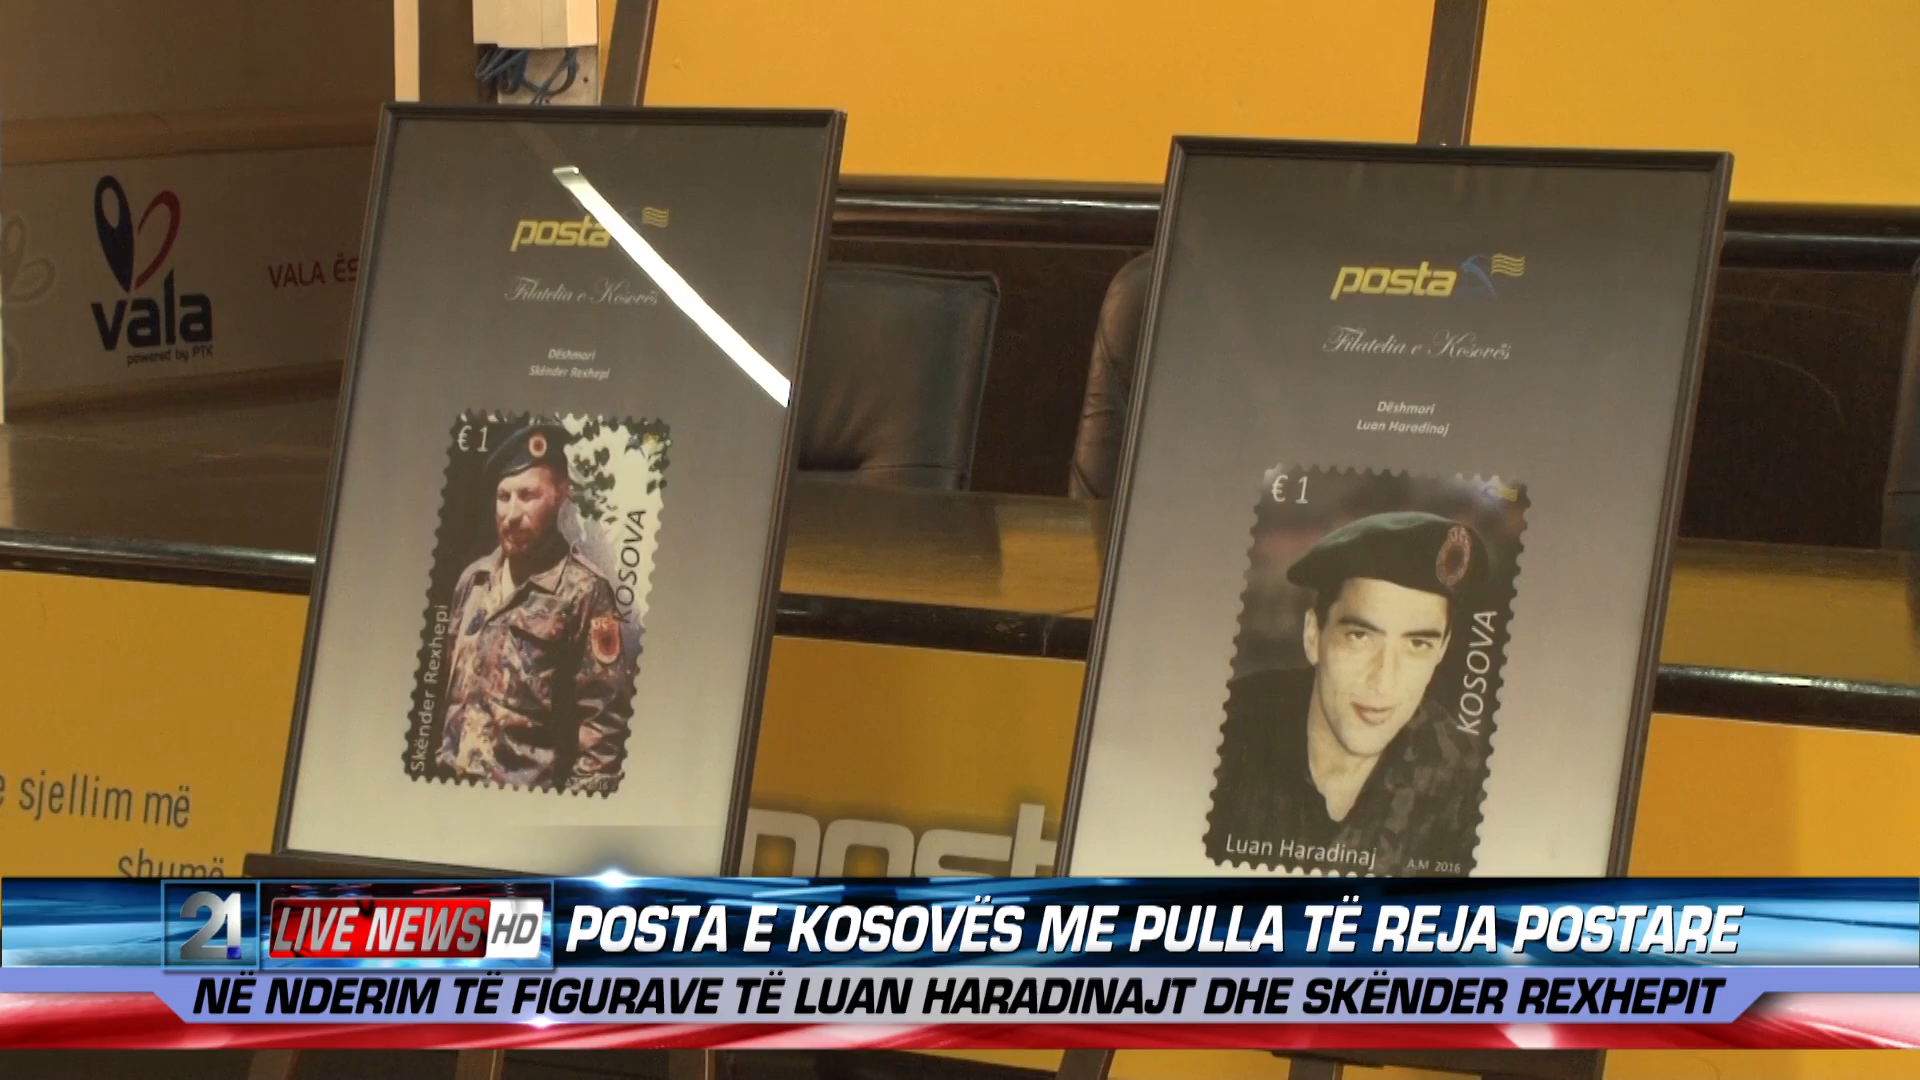 vala
powered by PTK
VALA ËS
posta
Filatelia e Kosovës
Dëshmori
Skënder Rexhepi
€ 1
KOSOVA
Skënder Rexhepi
posta
Filatelia e Kosovës
Dëshmori
Luan Haradinaj
€ 1
KOSOVA
Luan Haradinaj
A.M 2016
e sjellim më
shumë
post
21 LIVE NEWS HD POSTA E KOSOVËS ME PULLA TË REJA POSTARE
NË NDERIM TË FIGURAVE TË LUAN HARADINAJT DHE SKËNDER REXHEPIT